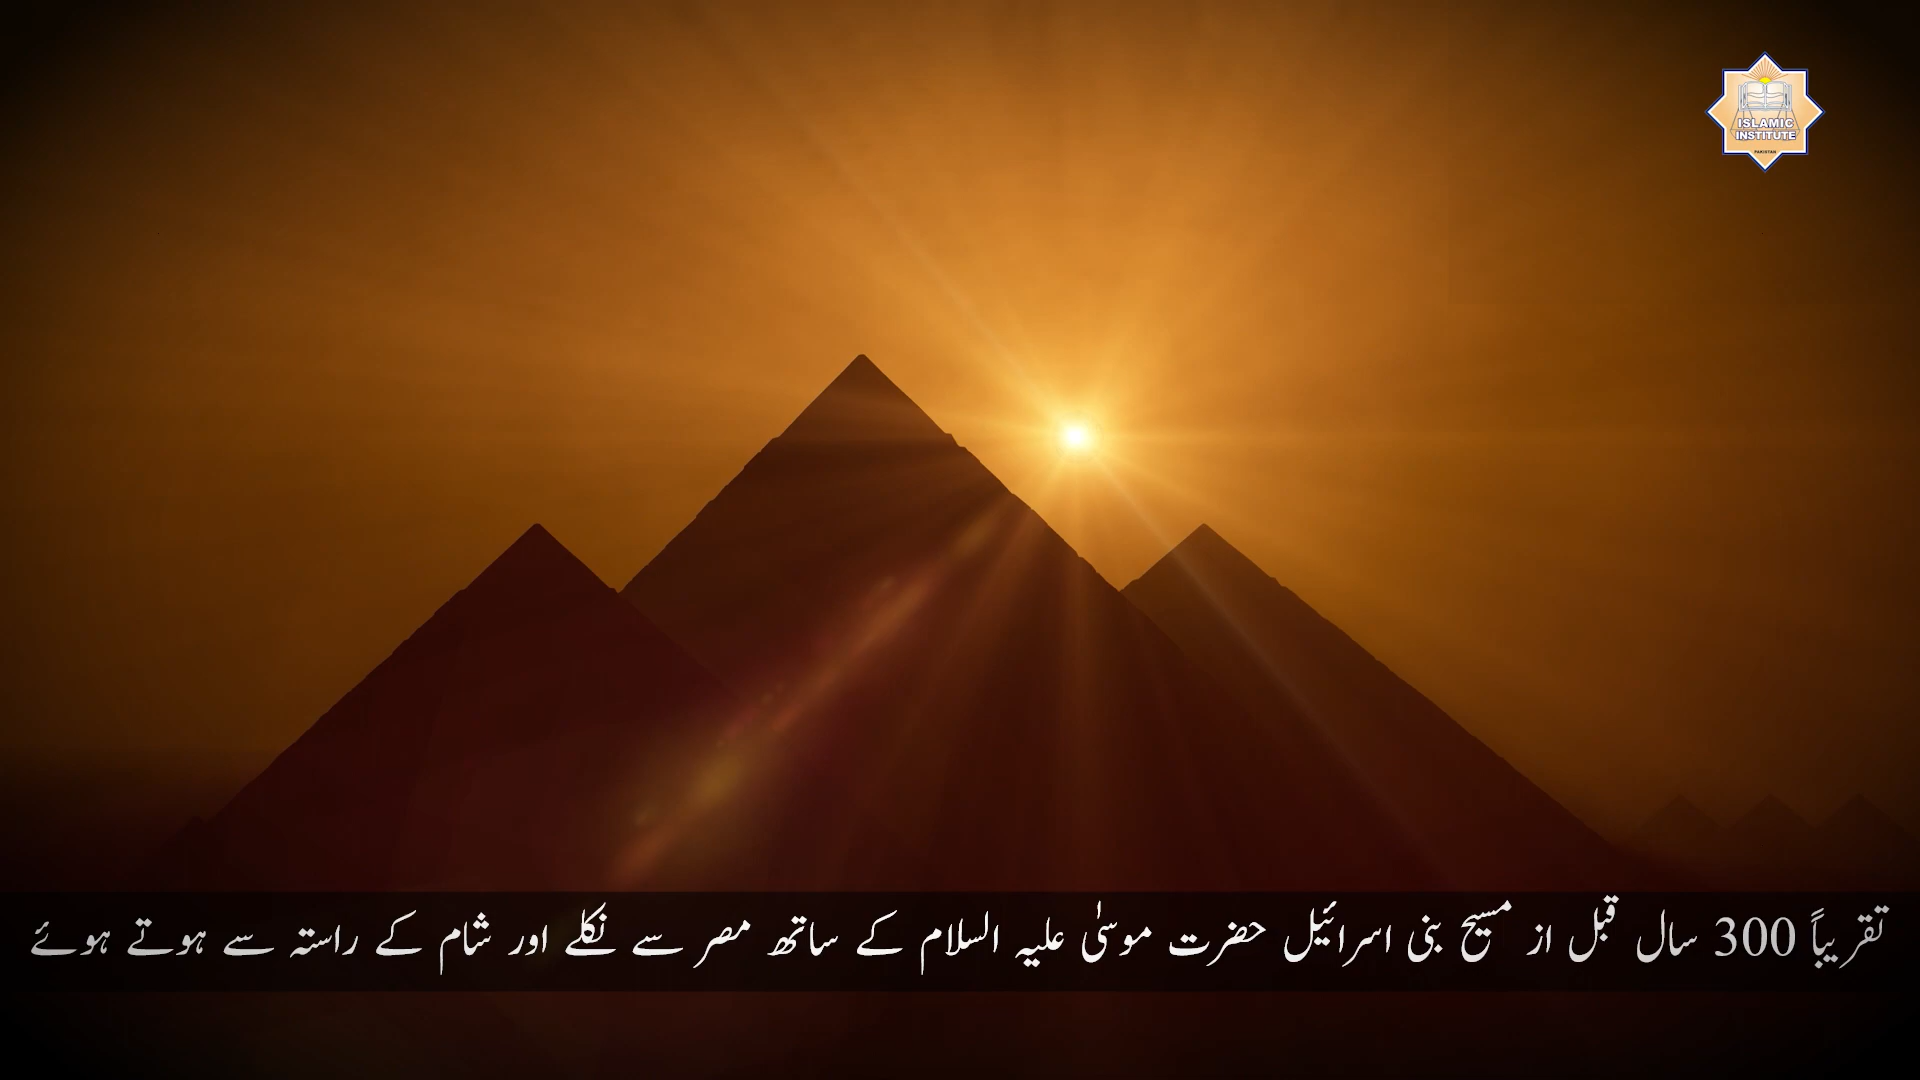 ISLAMIC
INSTITUTE
PAKISTAN
تقریباً 300 سال قبل از مسیح بنی اسرائیل حضرت موسیٰ علیہ السلام کے ساتھ مصر سے نکلے اور شام کے راستہ سے ہوتے ہوئے